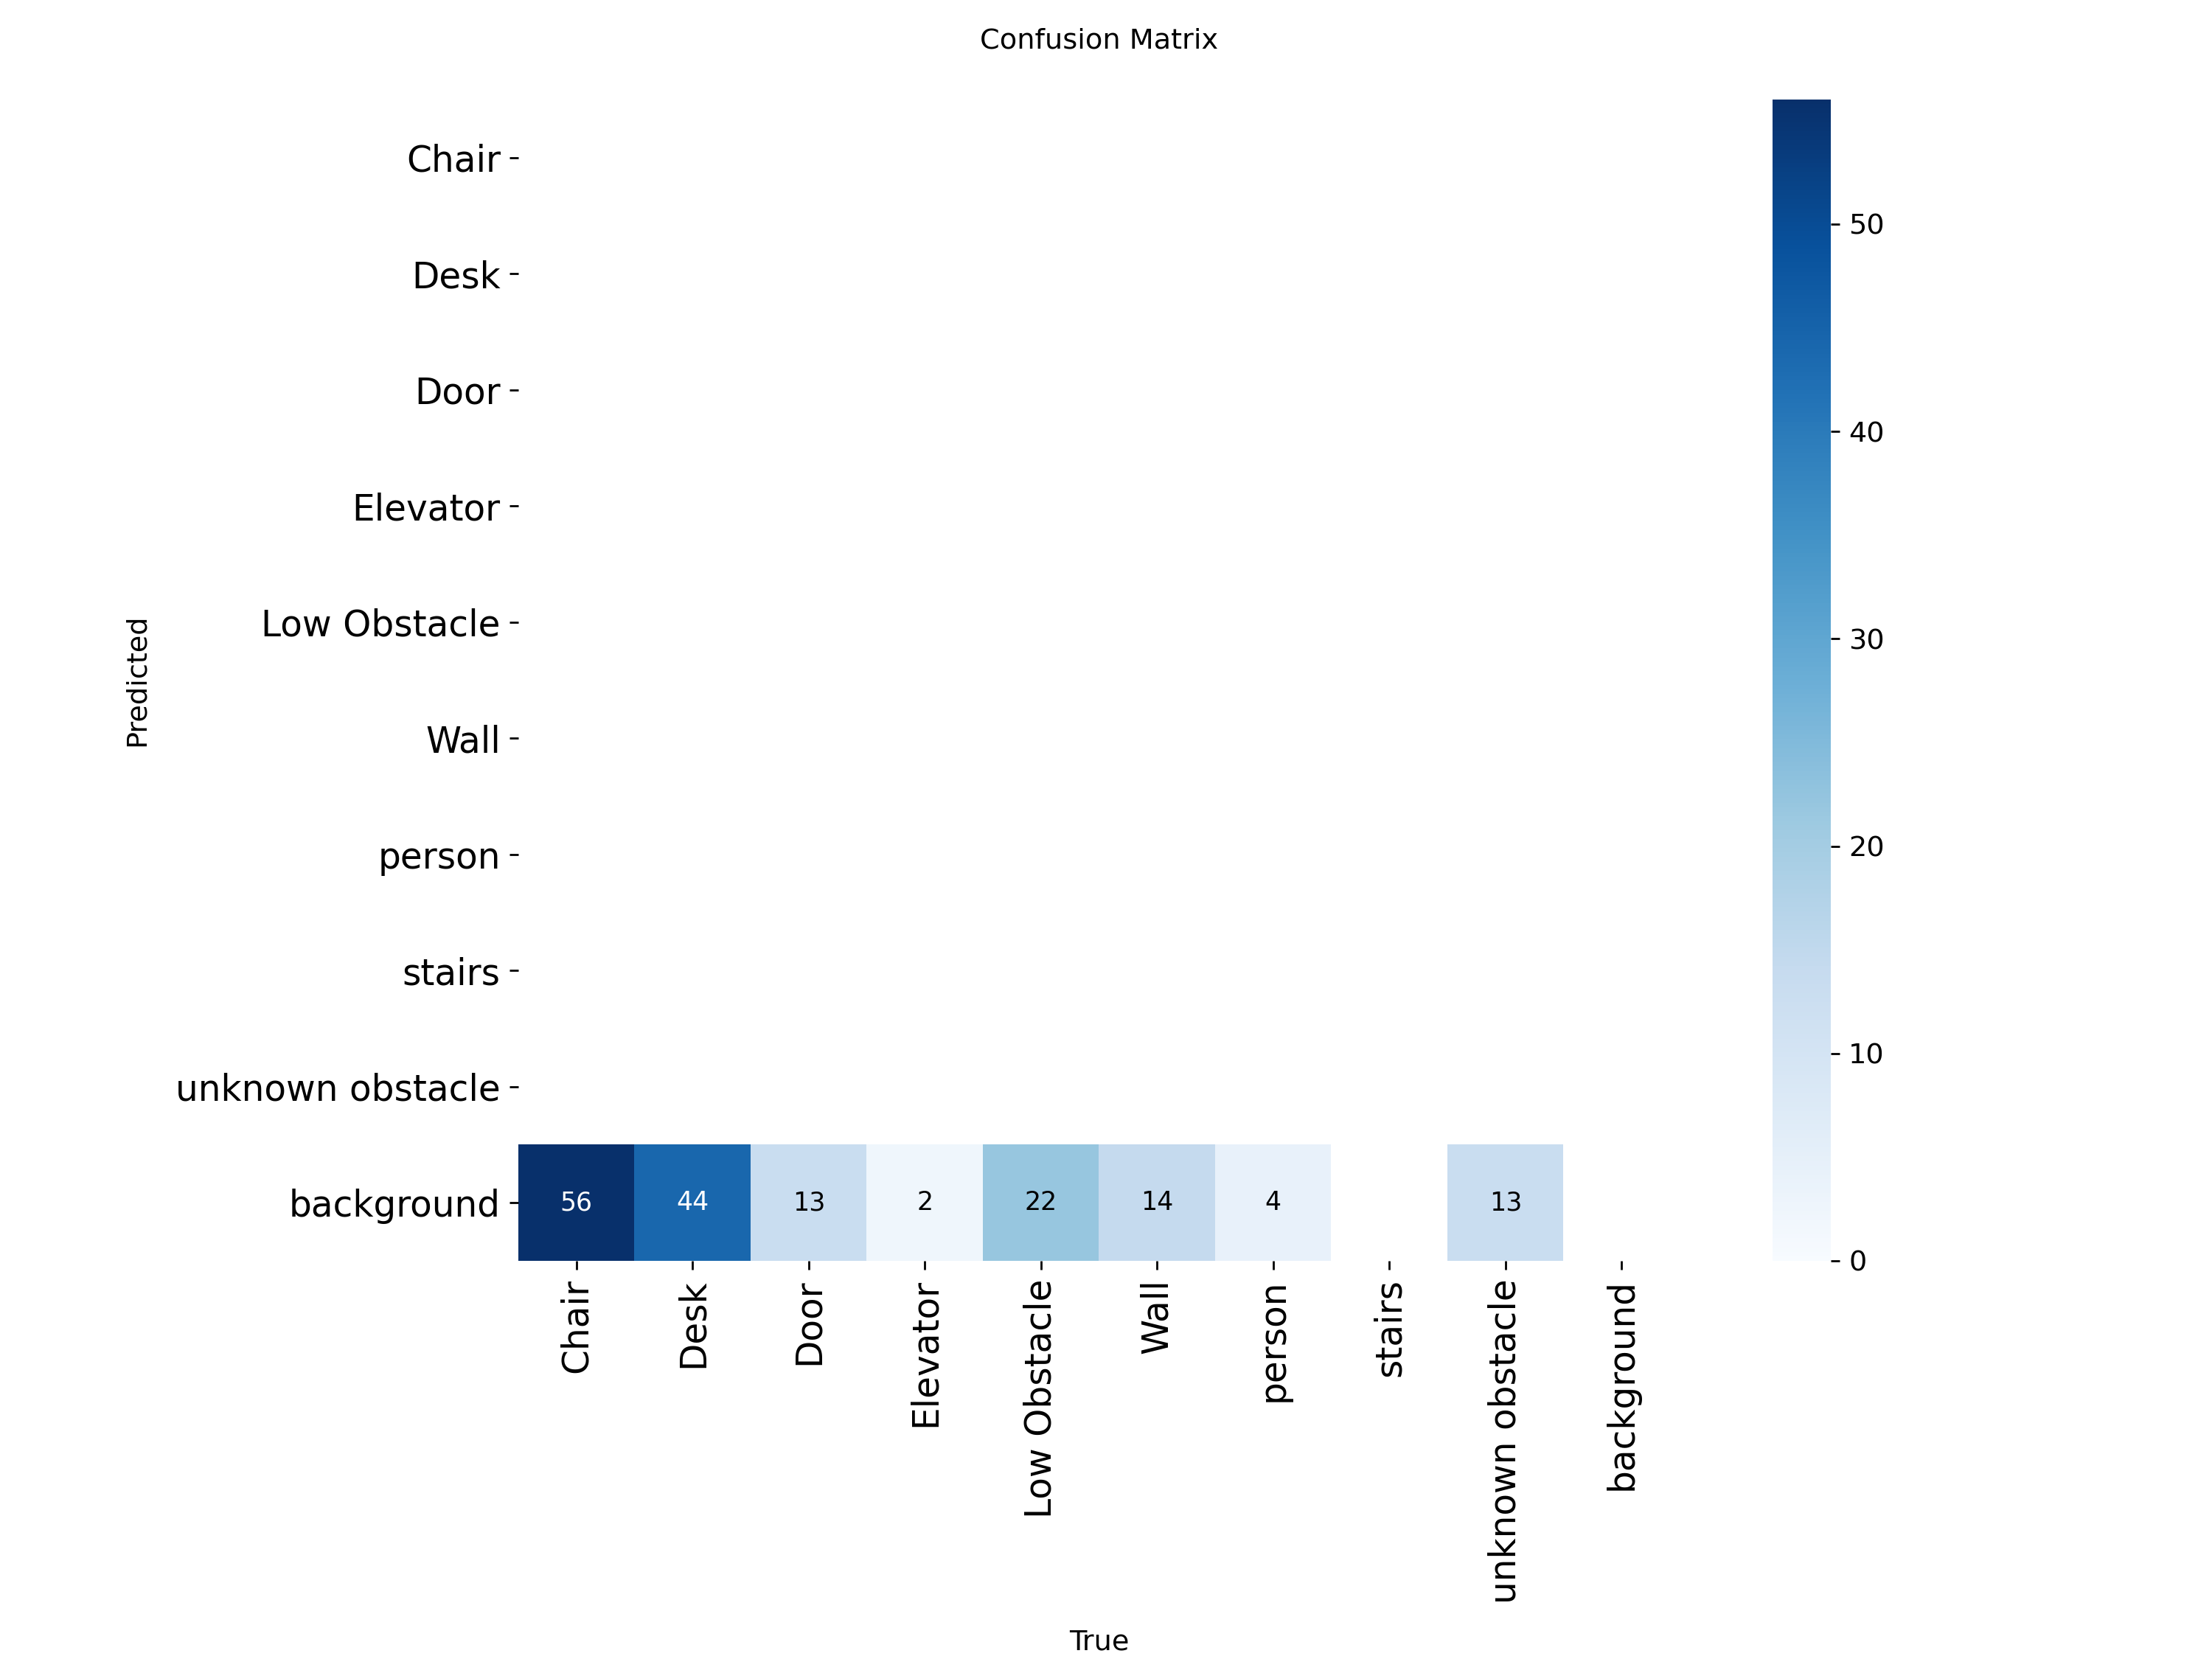 Confusion Matrix
Chair
Desk
Door
Elevator
Low Obstacle
Wall
person
stairs
unknown obstacle
background
Predicted
56 44 13 2 22 14 4 13
Chair
Desk
Door
Elevator
Low Obstacle
Wall
person
stairs
unknown obstacle
background
True
50
40
30
20
10
0